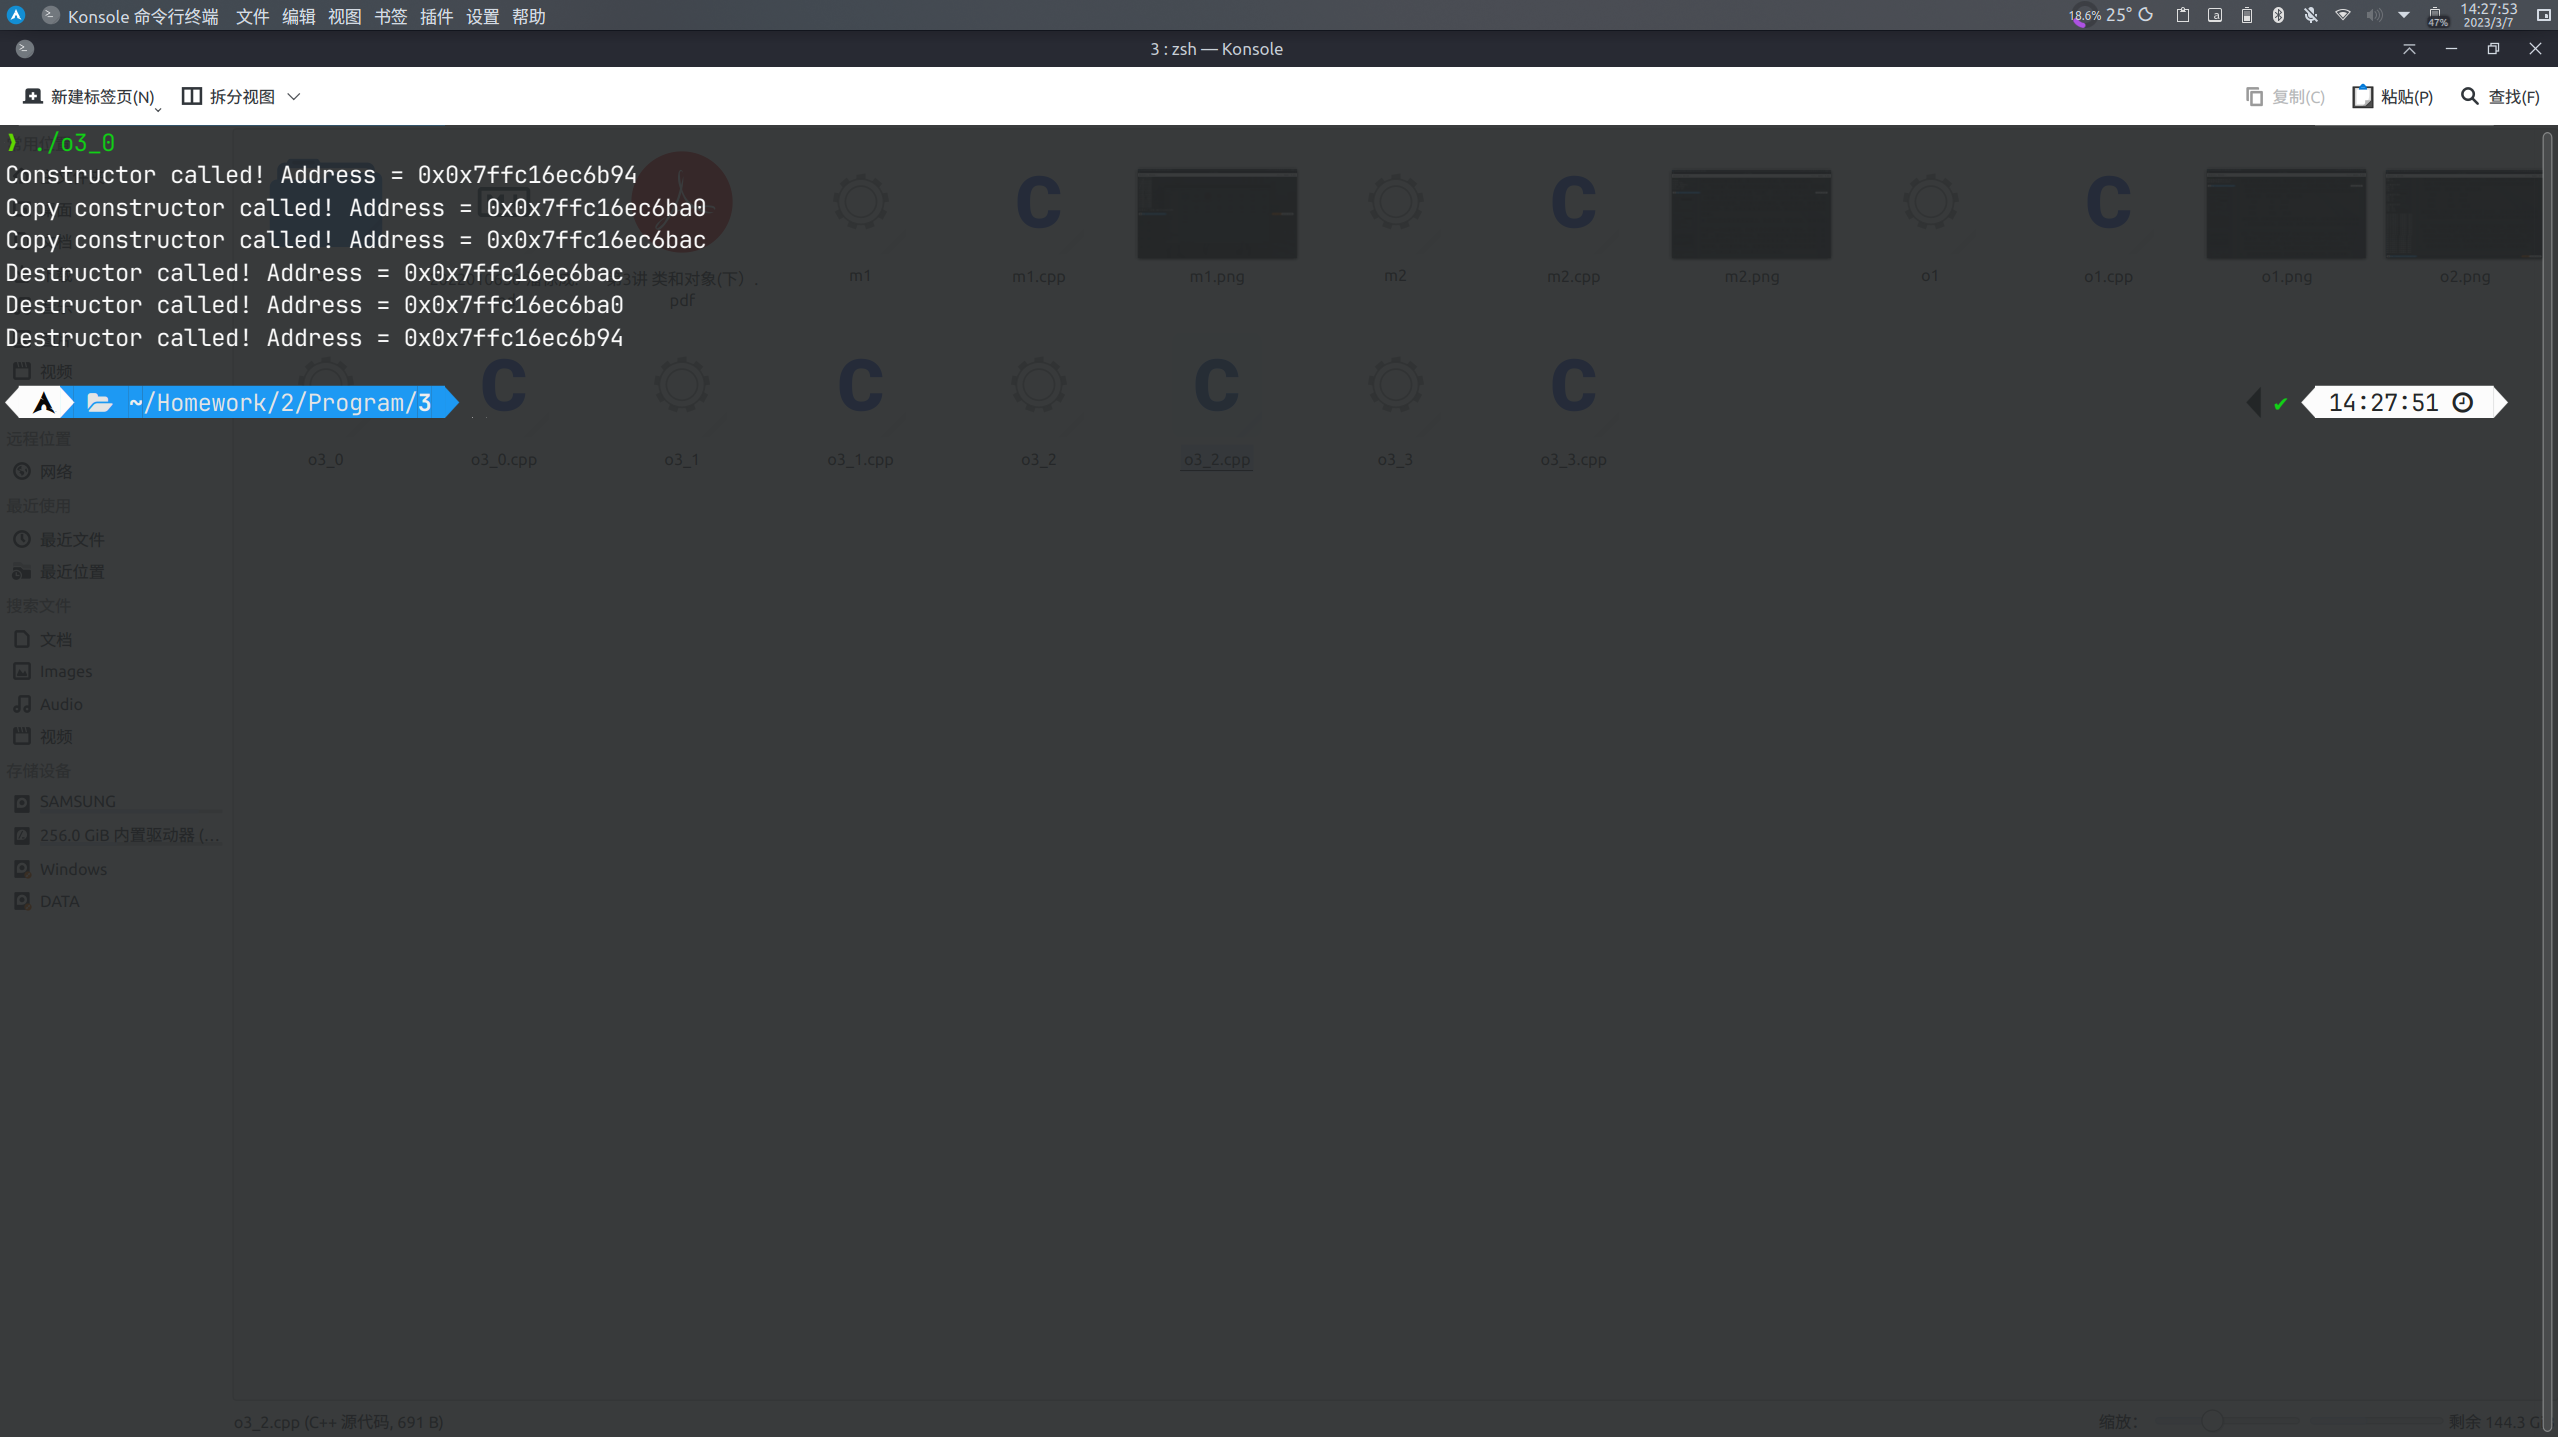 Konsole 命令行终端 文件 编辑 视图 书签 插件 设置 帮助
18.6% 25° 47% 14:27:53
2023/3/7
3 : zsh — Konsole
新建标签页(N) 拆分视图 复制(C) 粘贴(P) 查找(F)
❱ ./o3_0
Constructor called! Address = 0x0x7ffc16ec6b94
Copy constructor called! Address = 0x0x7ffc16ec6ba0
Copy constructor called! Address = 0x0x7ffc16ec6bac
Destructor called! Address = 0x0x7ffc16ec6bac
Destructor called! Address = 0x0x7ffc16ec6ba0
Destructor called! Address = 0x0x7ffc16ec6b94
第3讲 类和对象(下）.
pdf
m1 m1.cpp m1.png m2 m2.cpp m2.png o1 o1.cpp o1.png o2.png
视频
~/Homework/2/Program/3 ✔ 14:27:51
o3_0 o3_0.cpp o3_1 o3_1.cpp o3_2 o3_2.cpp o3_3 o3_3.cpp
远程位置
网络
最近使用
最近文件
最近位置
搜索文件
文档
Images
Audio
视频
存储设备
SAMSUNG
256.0 GiB 内置驱动器 (…
Windows
DATA
o3_2.cpp (C++ 源代码, 691 B) 缩放： 剩余 144.3 G